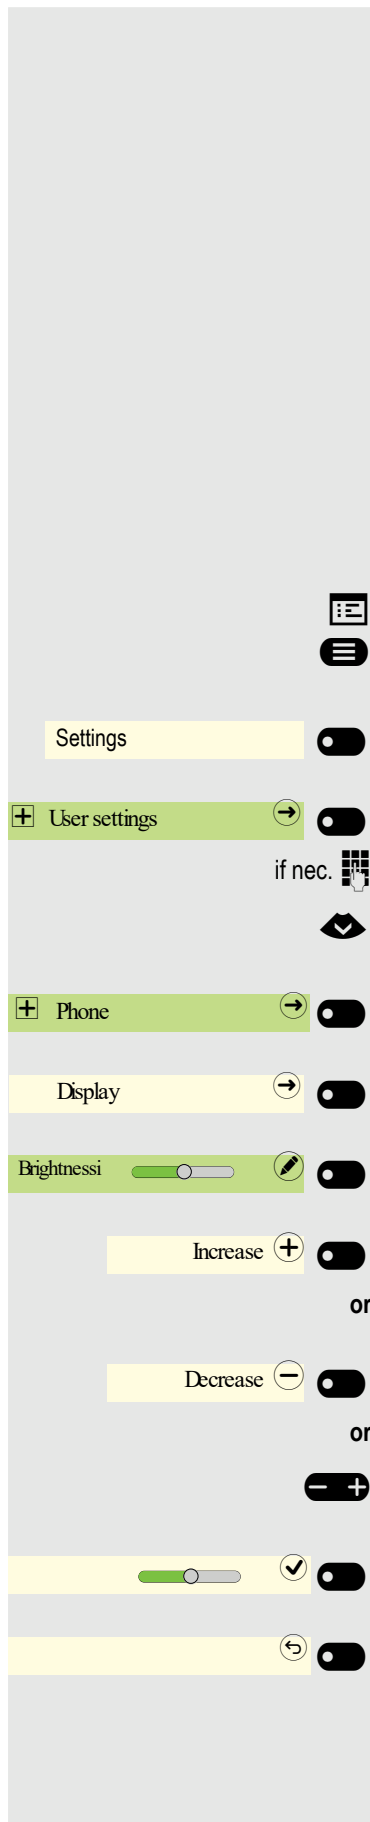 Settings
User settings
if nec.
Phone
Display
Brightnessi
Increase
or
Decrease
or